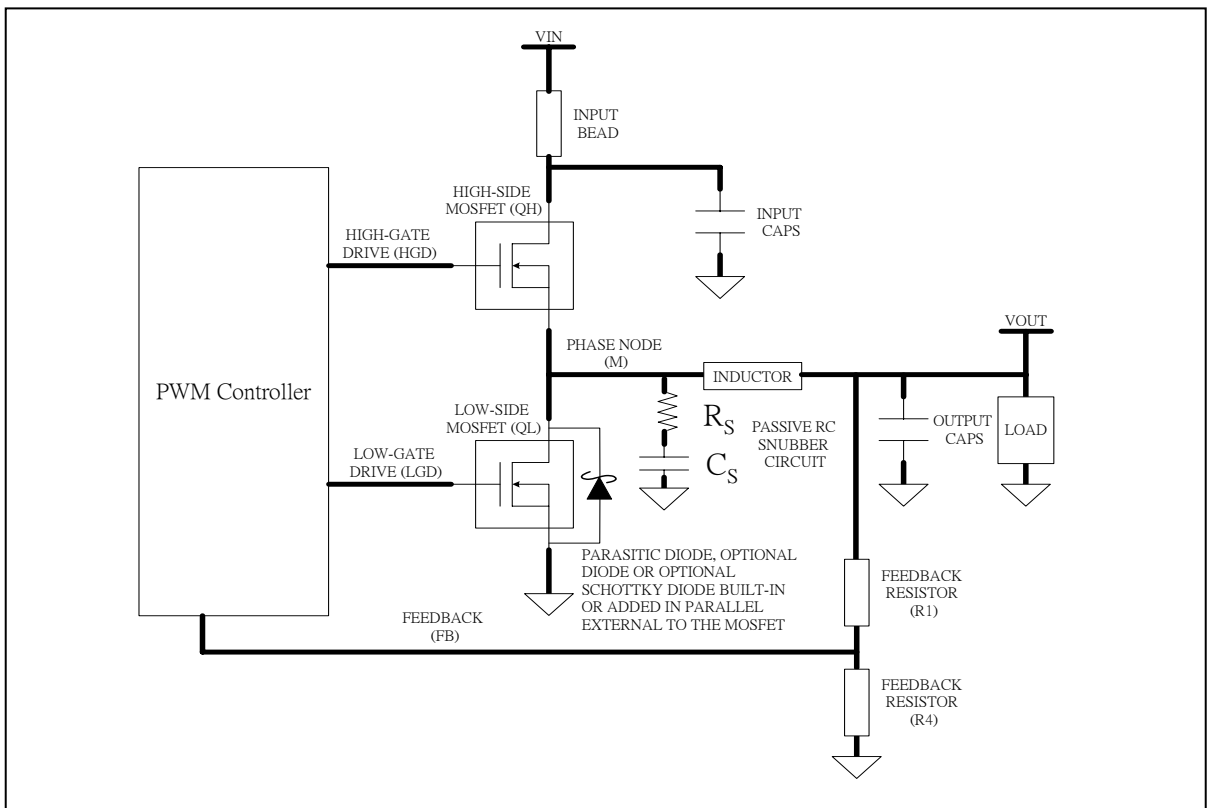 VIN
INPUT
BEAD
HIGH-SIDE
MOSFET (QH)
INPUT
CAPS
HIGH-GATE
DRIVE (HGD)
VOUT
PHASE NODE
(M)
INDUCTOR
PWM Controller
LOW-SIDE
MOSFET (QL)
R_S
PASSIVE RC
SNUBBER
CIRCUIT
OUTPUT
CAPS
LOAD
LOW-GATE
DRIVE (LGD)
C_S
PARASITIC DIODE, OPTIONAL
DIODE OR OPTIONAL
SCHOTTKY DIODE BUILT-IN
OR ADDED IN PARALLEL
EXTERNAL TO THE MOSFET
FEEDBACK
RESISTOR
(R1)
FEEDBACK
(FB)
FEEDBACK
RESISTOR
(R4)